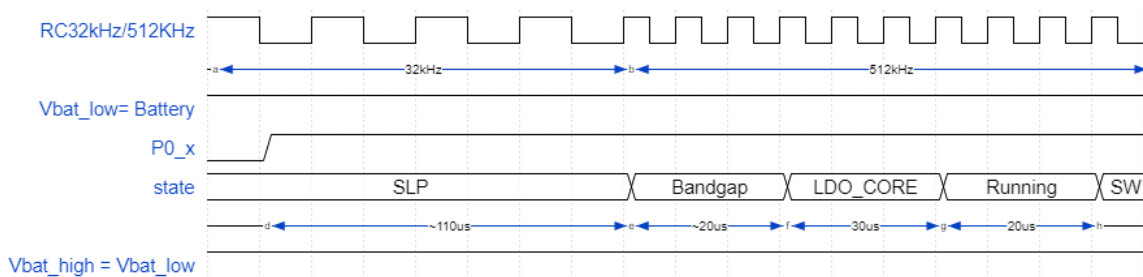 RC32kHz/512KHz
a 32kHz b 512kHz
Vbat_low= Battery
P0_x
state SLP Bandgap LDO_CORE Running SW
d ~110us e ~20us f 30us g 20us h
Vbat_high = Vbat_low